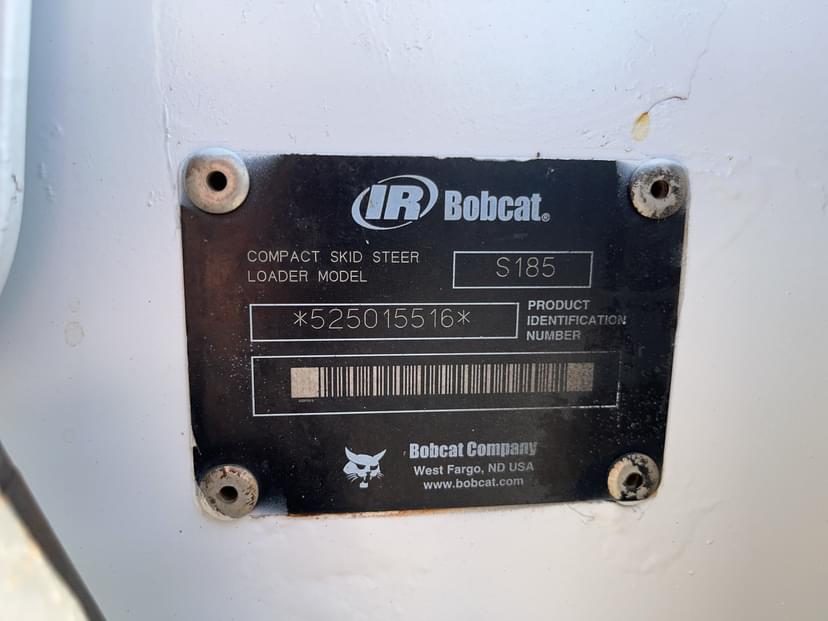 IR Bobcat®
COMPACT SKID STEER
LOADER MODEL
S185
*525015516*
PRODUCT
IDENTIFICATION
NUMBER
Bobcat Company
West Fargo, ND USA
www.bobcat.com